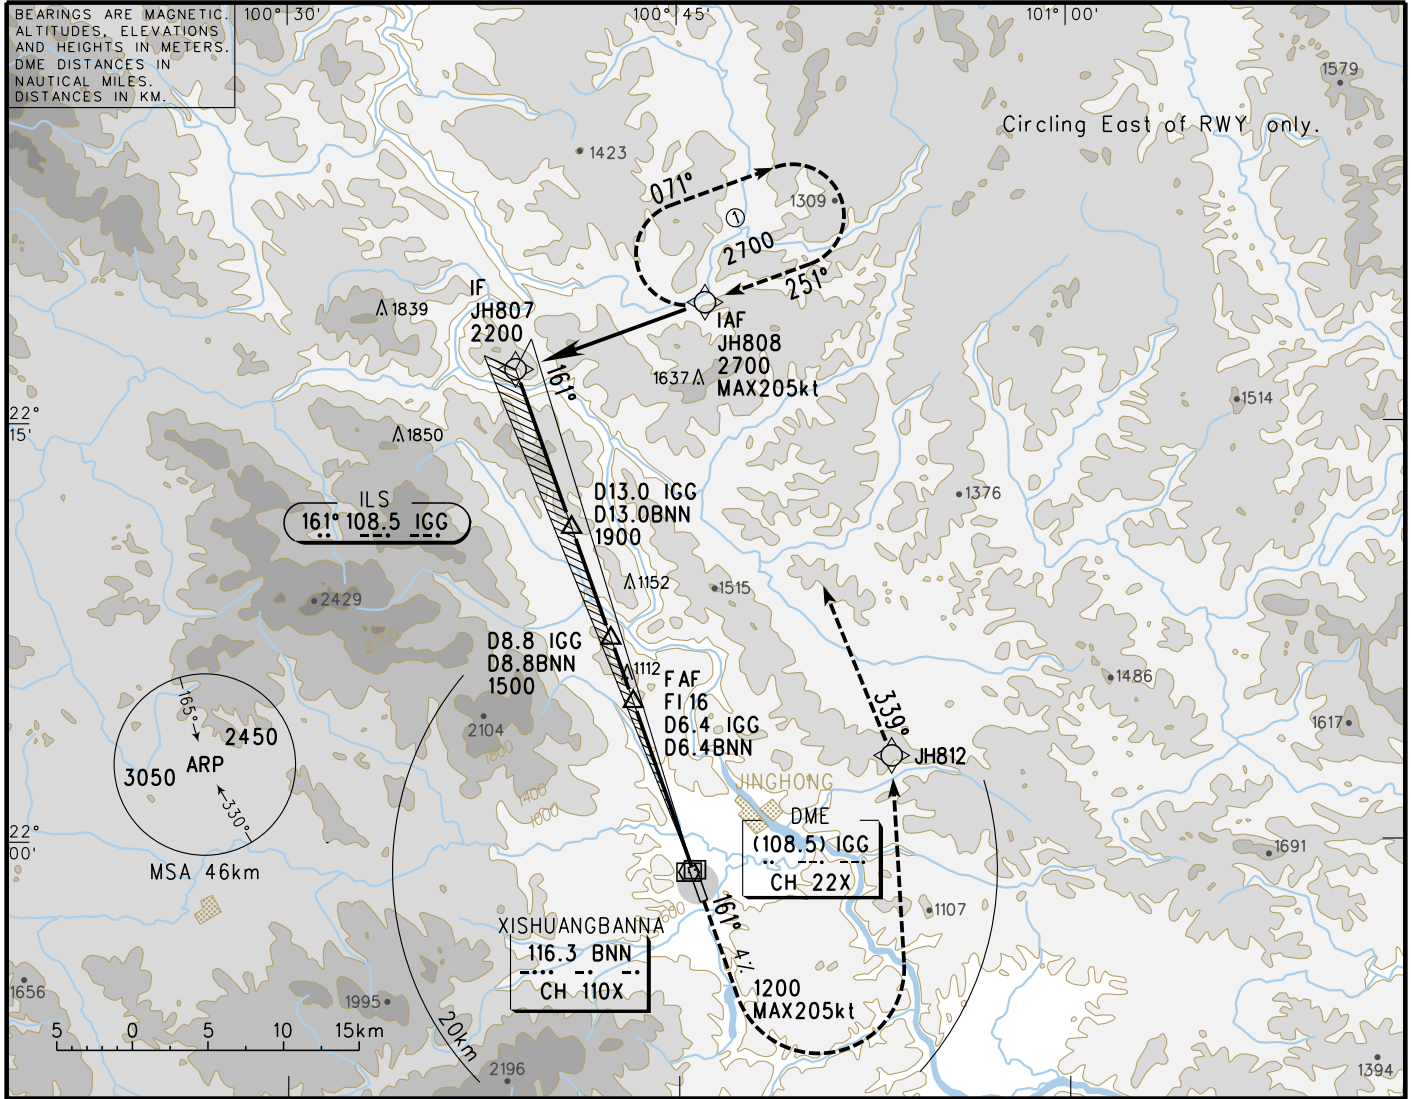 BEARINGS ARE MAGNETIC.
ALTITUDES, ELEVATIONS
AND HEIGHTS IN METERS.
DME DISTANCES IN
NAUTICAL MILES.
DISTANCES IN KM.
100°30'
100°45'
101°00'
1579
Circling East of RWY only.
1423
071°
1
1309
2700
251°
IF
JH807
2200
1839
IAF
JH808
2700
MAX205kt
1637
161°
22°
15'
1514
1850
ILS
161° 108.5 IGG
D13.0 IGG
D13.0BNN
1900
1376
1152
1515
2429
D8.8 IGG
D8.8BNN
1500
1112
FAF
FI16
D6.4 IGG
D6.4BNN
1486
165°
2450
ARP
3050
330°
MSA 46km
2104
1800
1400
1000
339°
1617
JH812
JINGHONG
22°
00'
DME
(108.5) IGG
CH 22X
1691
1107
600
161°
4%
XISHUANGBANNA
116.3 BNN
CH 110X
1200
MAX205kt
1656
1995
20km
5 0 5 10 15km
2196
1394